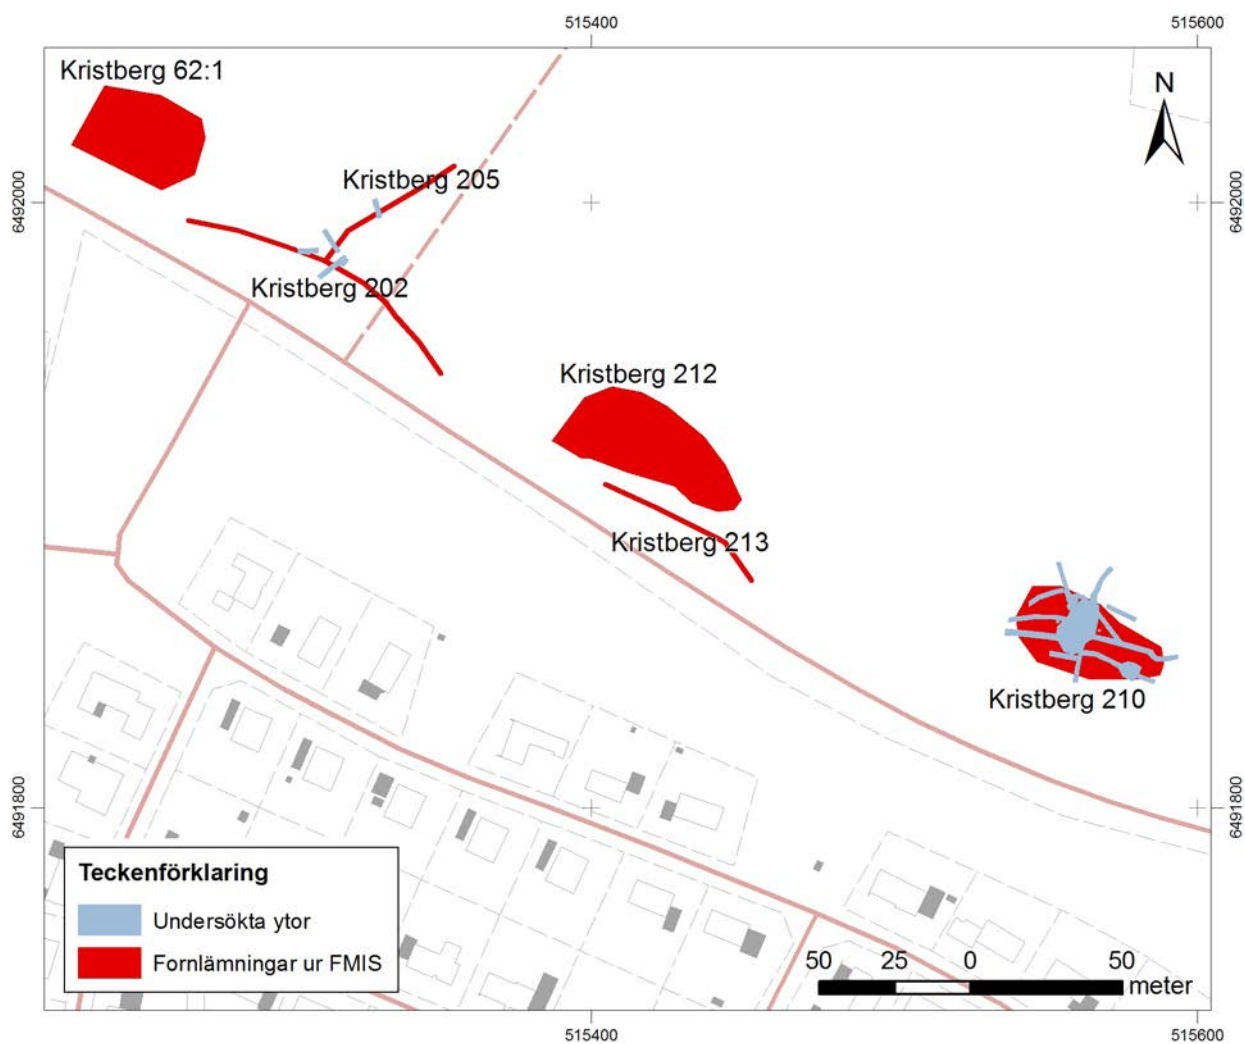 515400
515600
Kristberg 62:1
N
Kristberg 205
6492000
6492000
Kristberg 202
Kristberg 212
Kristberg 213
Kristberg 210
6491800
6491800
Teckenförklaring
Undersökta ytor
Fornlämningar ur FMIS
50 25 0 50
meter
515400
515600